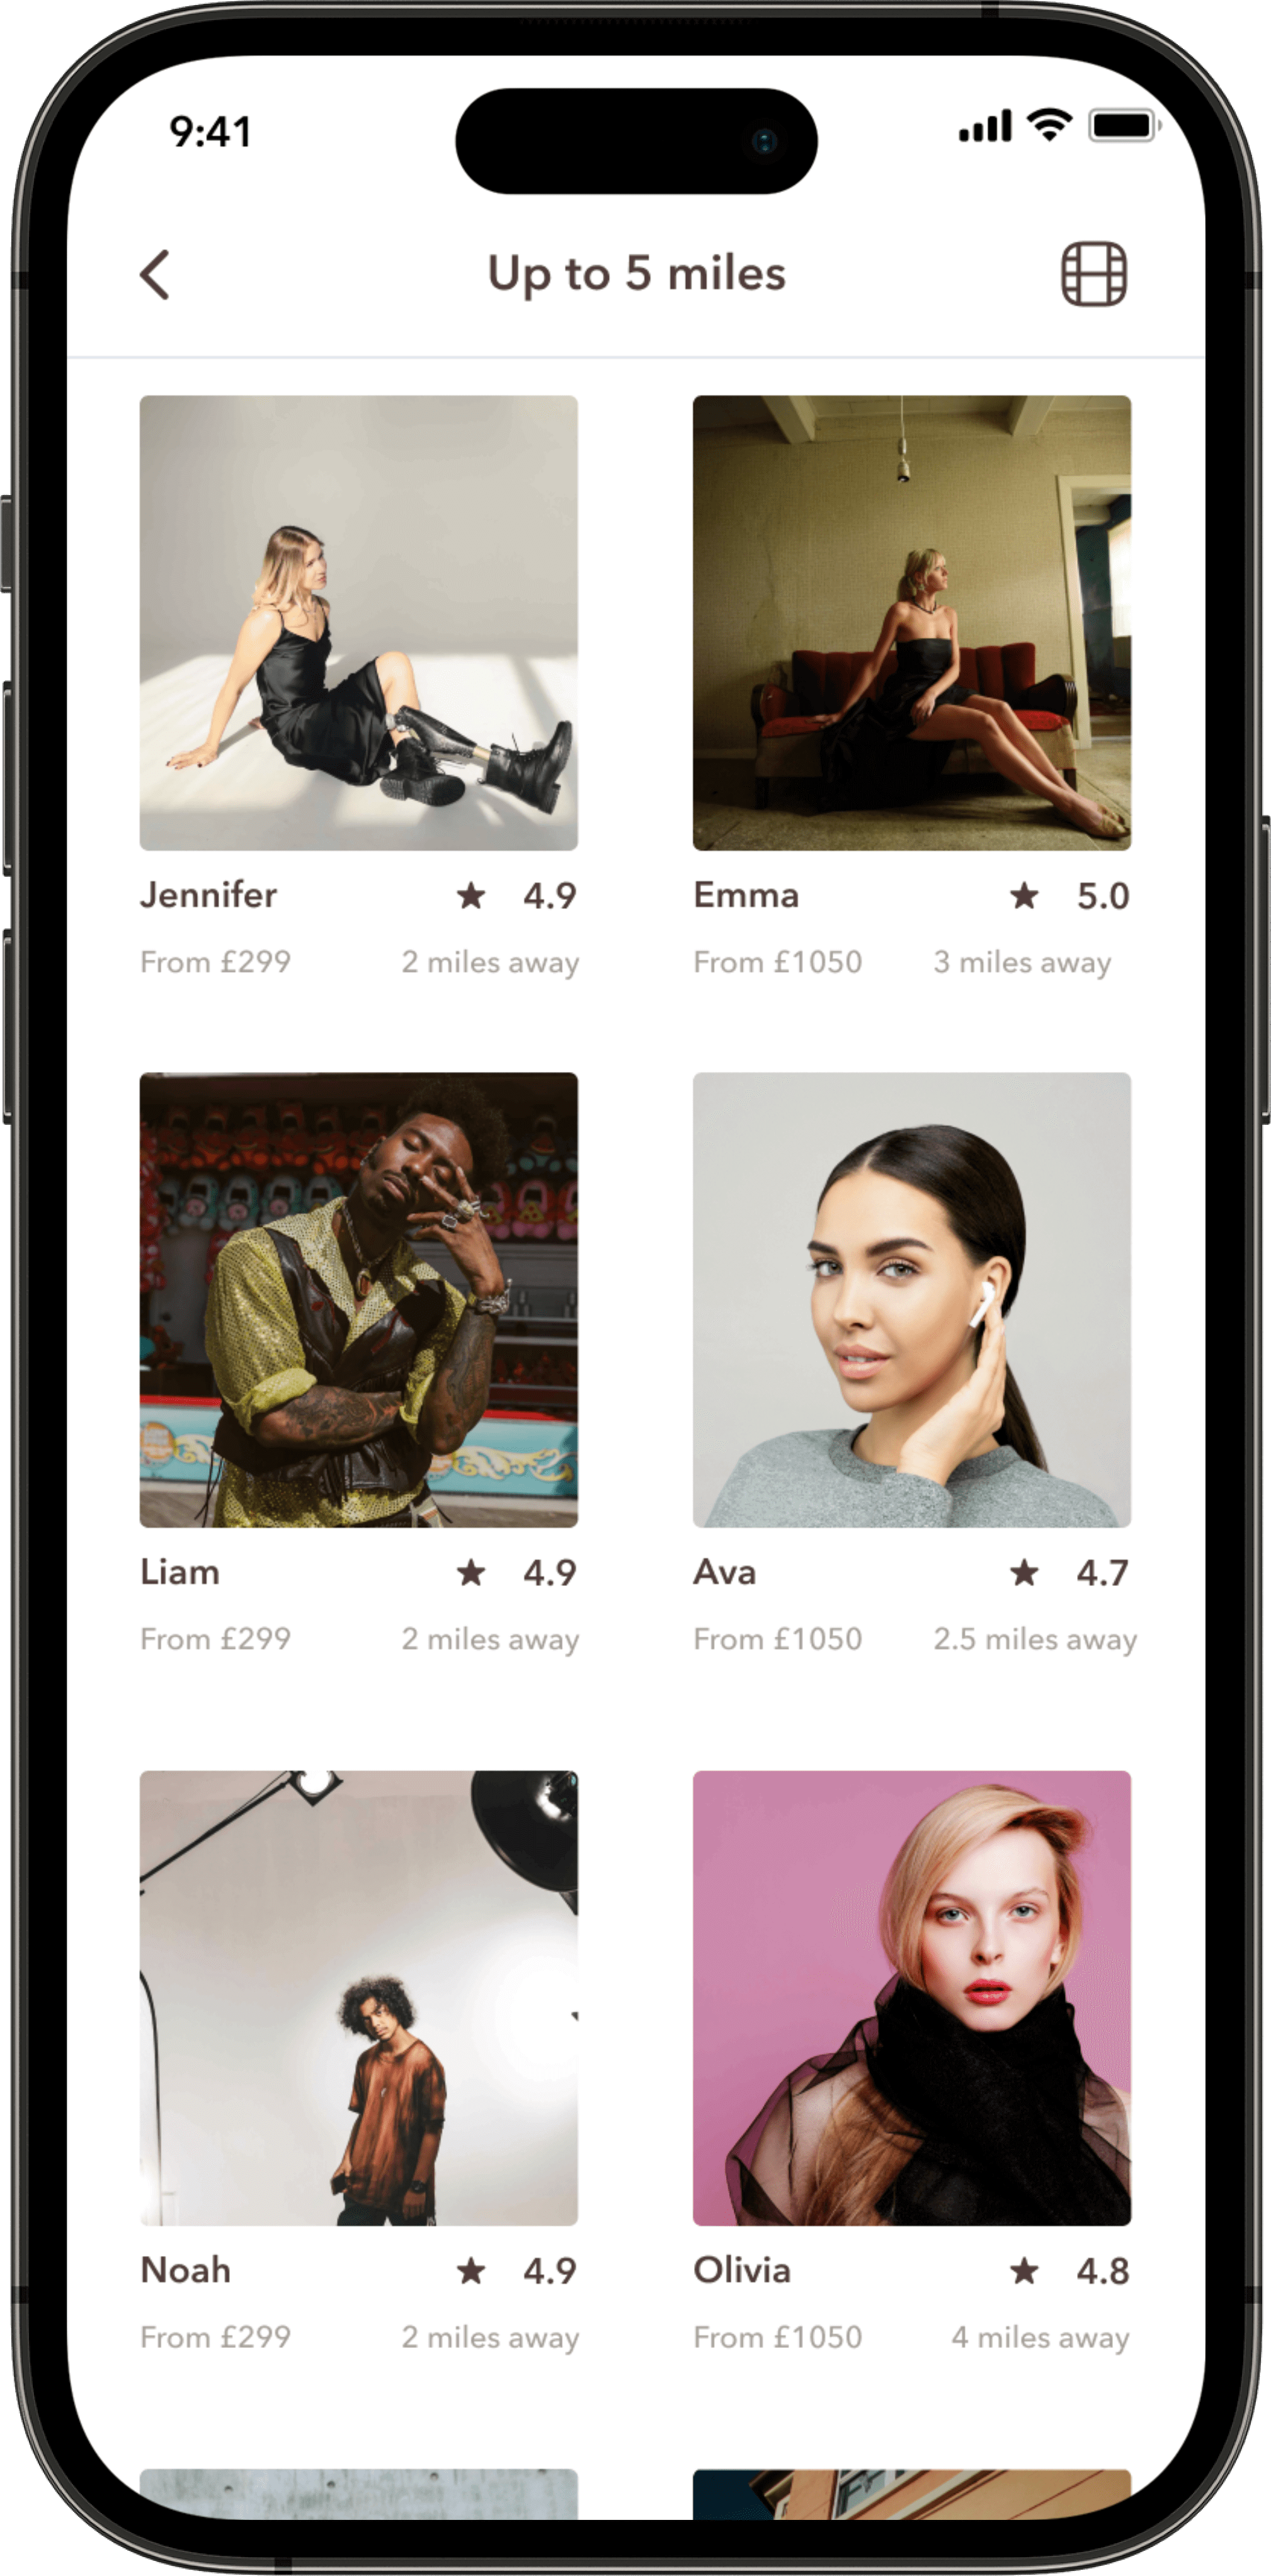 9:41
Up to 5 miles
Jennifer ★ 4.9
From £299 2 miles away
Emma ★ 5.0
From £1050 3 miles away
Liam ★ 4.9
From £299 2 miles away
Ava ★ 4.7
From £1050 2.5 miles away
Noah ★ 4.9
From £299 2 miles away
Olivia ★ 4.8
From £1050 4 miles away